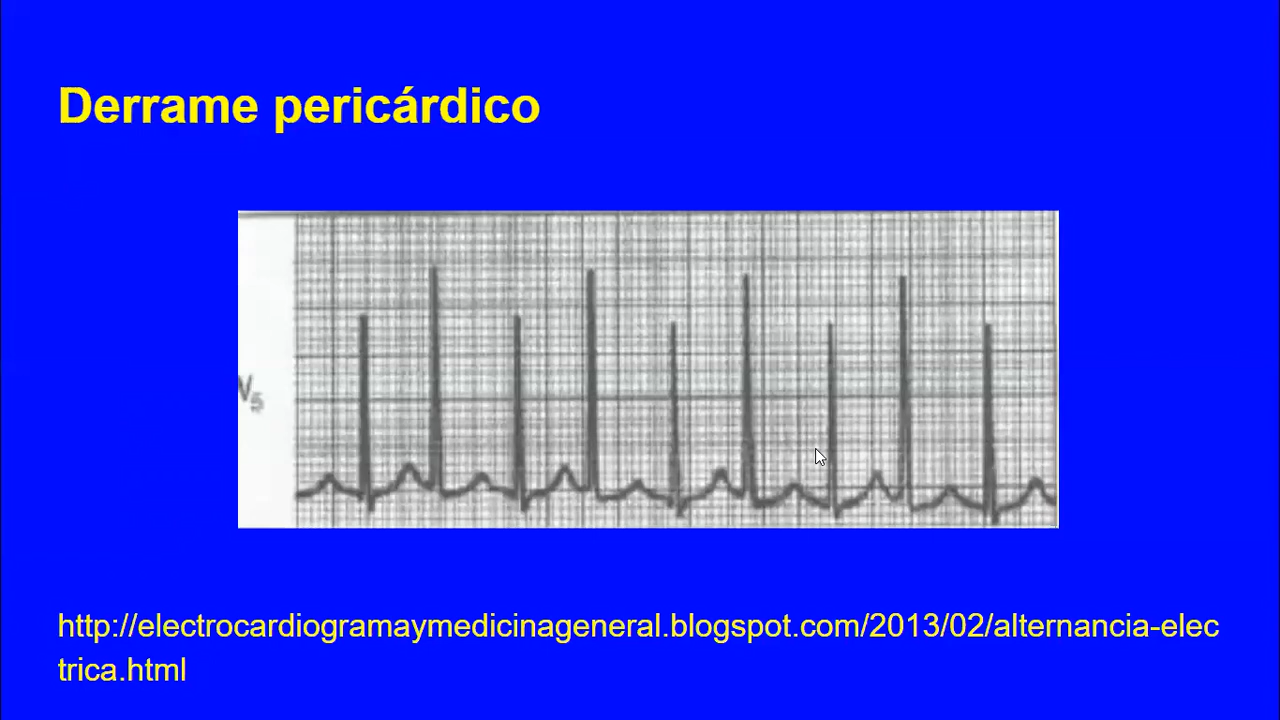 Derrame pericárdico
V5
http://electrocardiogramaymedicinageneral.blogspot.com/2013/02/alternancia-elec
trica.html